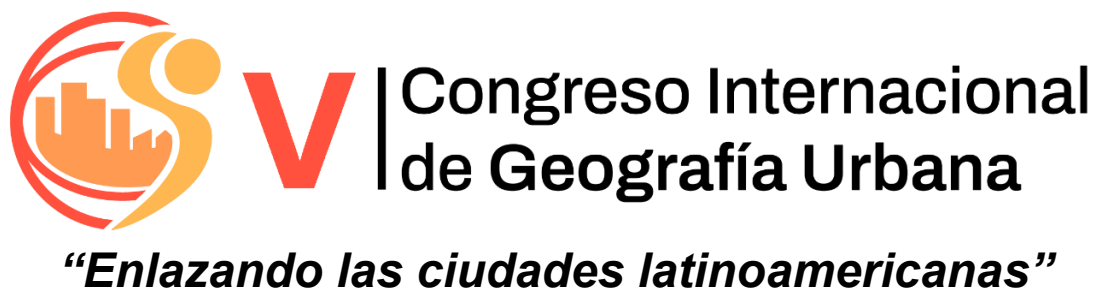 V
Congreso Internacional
de Geografía Urbana
“Enlazando las ciudades latinoamericanas”